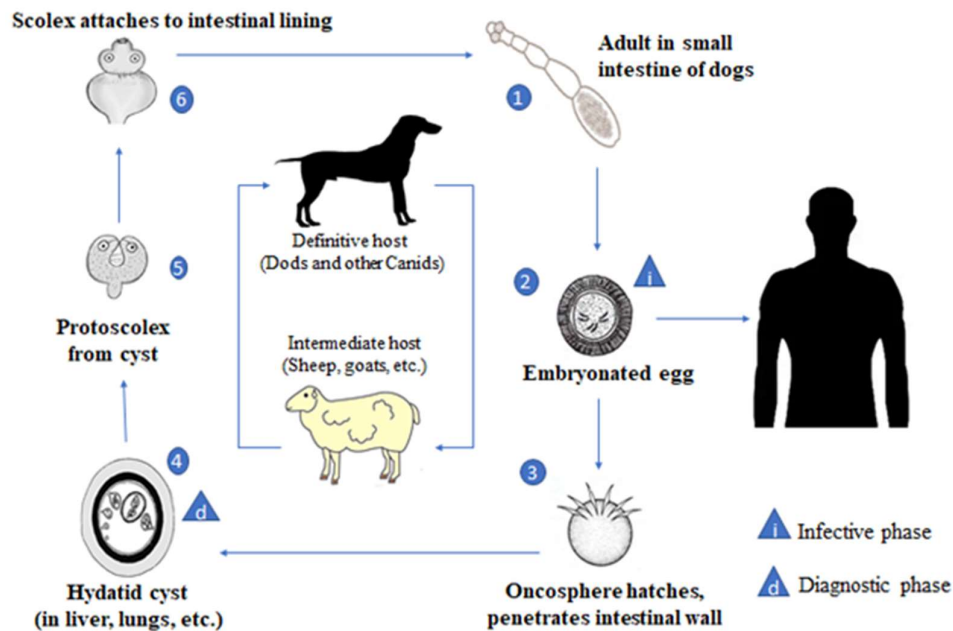 Scolex attaches to intestinal lining
6
1
Adult in small
intestine of dogs
Definitive host
(Dods and other Canids)
5
Protoscolex
from cyst
2
i
Embryonated egg
Intermediate host
(Sheep, goats, etc.)
4
d
Hydatid cyst
(in liver, lungs, etc.)
3
Oncosphere hatches,
penetrates intestinal wall
i Infective phase
d Diagnostic phase